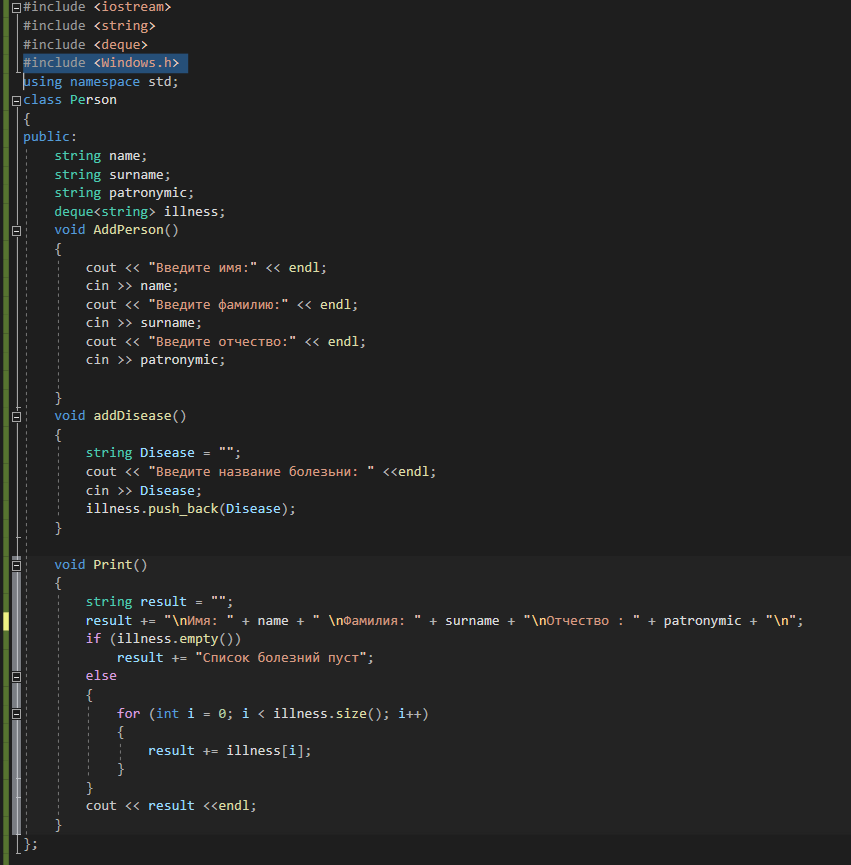 #include <iostream>
#include <string>
#include <deque>
#include <Windows.h>
using namespace std;
class Person
{
public:
    string name;
    string surname;
    string patronymic;
    deque<string> illness;
    void AddPerson()
    {
        cout << "Введите имя:" << endl;
        cin >> name;
        cout << "Введите фамилию:" << endl;
        cin >> surname;
        cout << "Введите отчество:" << endl;
        cin >> patronymic;

    }
    void addDisease()
    {
        string Disease = "";
        cout << "Введите название болезьни: " <<endl;
        cin >> Disease;
        illness.push_back(Disease);
    }

    void Print()
    {
        string result = "";
        result += "\nИмя: " + name + " \nФамилия: " + surname + "\nОтчество : " + patronymic + "\n";
        if (illness.empty())
            result += "Список болезний пуст";
        else
        {
            for (int i = 0; i < illness.size(); i++)
            {
                result += illness[i];
            }
        }
        cout << result <<endl;
    }
};